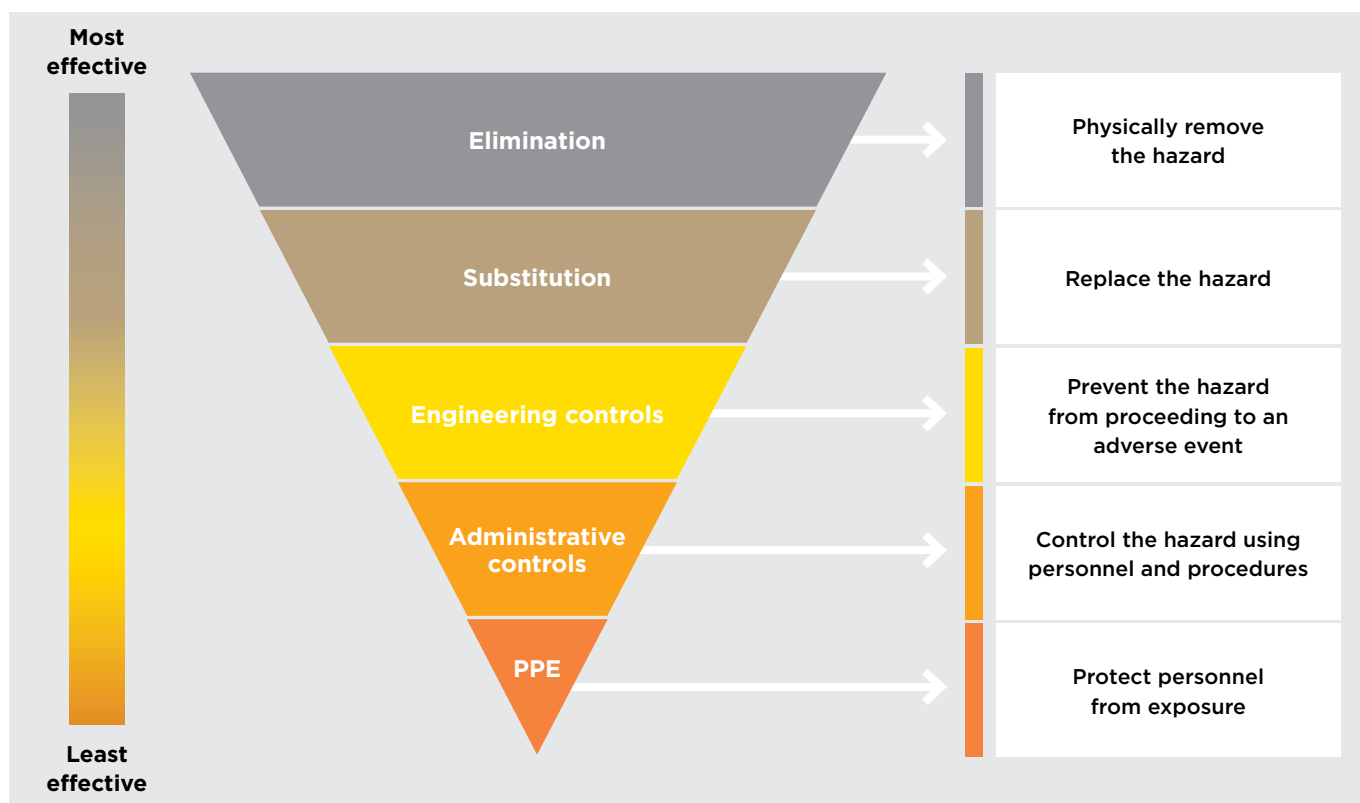 Most
effective
Elimination
Physically remove
the hazard
Substitution
Replace the hazard
Engineering controls
Prevent the hazard
from proceeding to an
adverse event
Administrative
controls
Control the hazard using
personnel and procedures
PPE
Protect personnel
from exposure
Least
effective